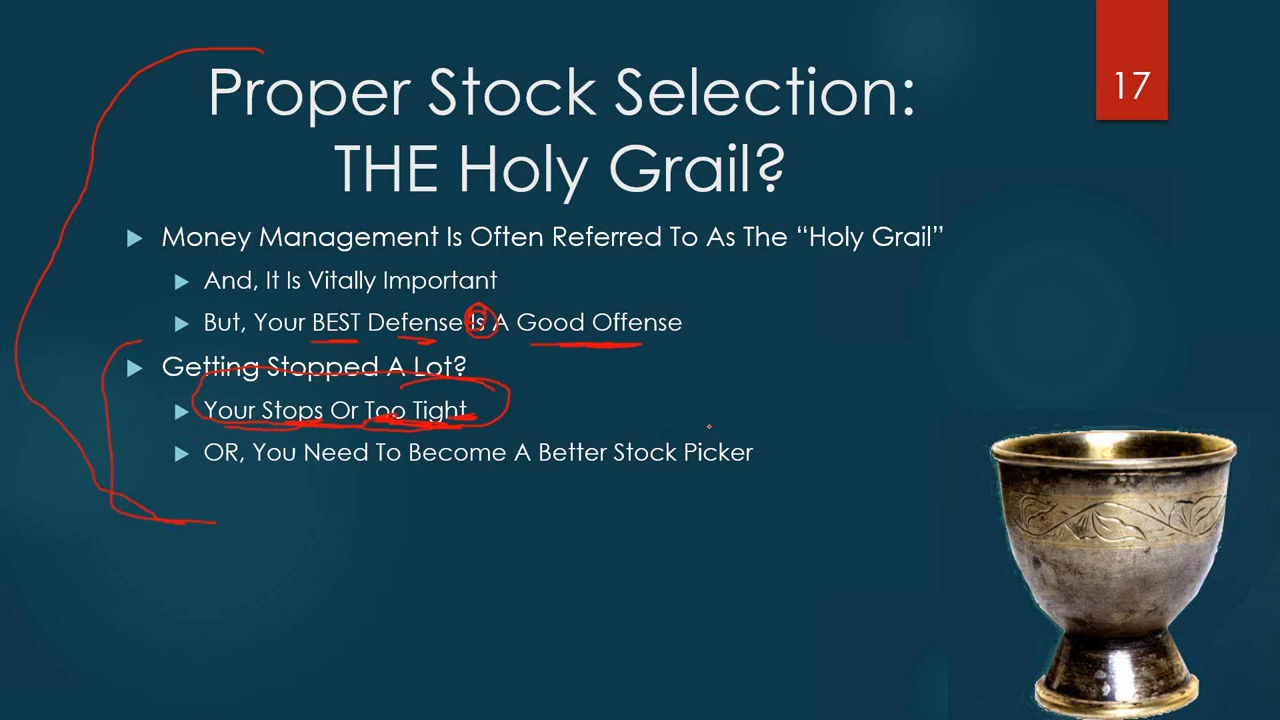 17
Proper Stock Selection:
THE Holy Grail?
Money Management Is Often Referred To As The “Holy Grail”
And, It Is Vitally Important
But, Your BEST Defense Is A Good Offense
Getting Stopped A Lot?
Your Stops Or Too Tight
OR, You Need To Become A Better Stock Picker